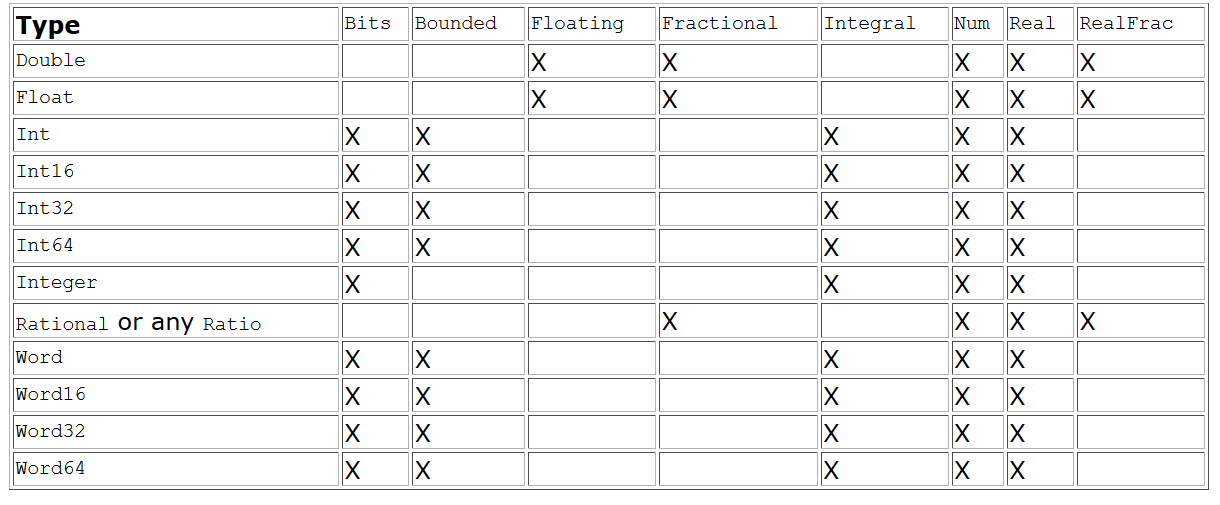 Type Bits Bounded Floating Fractional Integral Num Real RealFrac
Double X X X X X
Float X X X X X
Int X X X X X
Int16 X X X X X
Int32 X X X X X
Int64 X X X X X
Integer X X X X
Rational or any Ratio X X X X
Word X X X X X
Word16 X X X X X
Word32 X X X X X
Word64 X X X X X